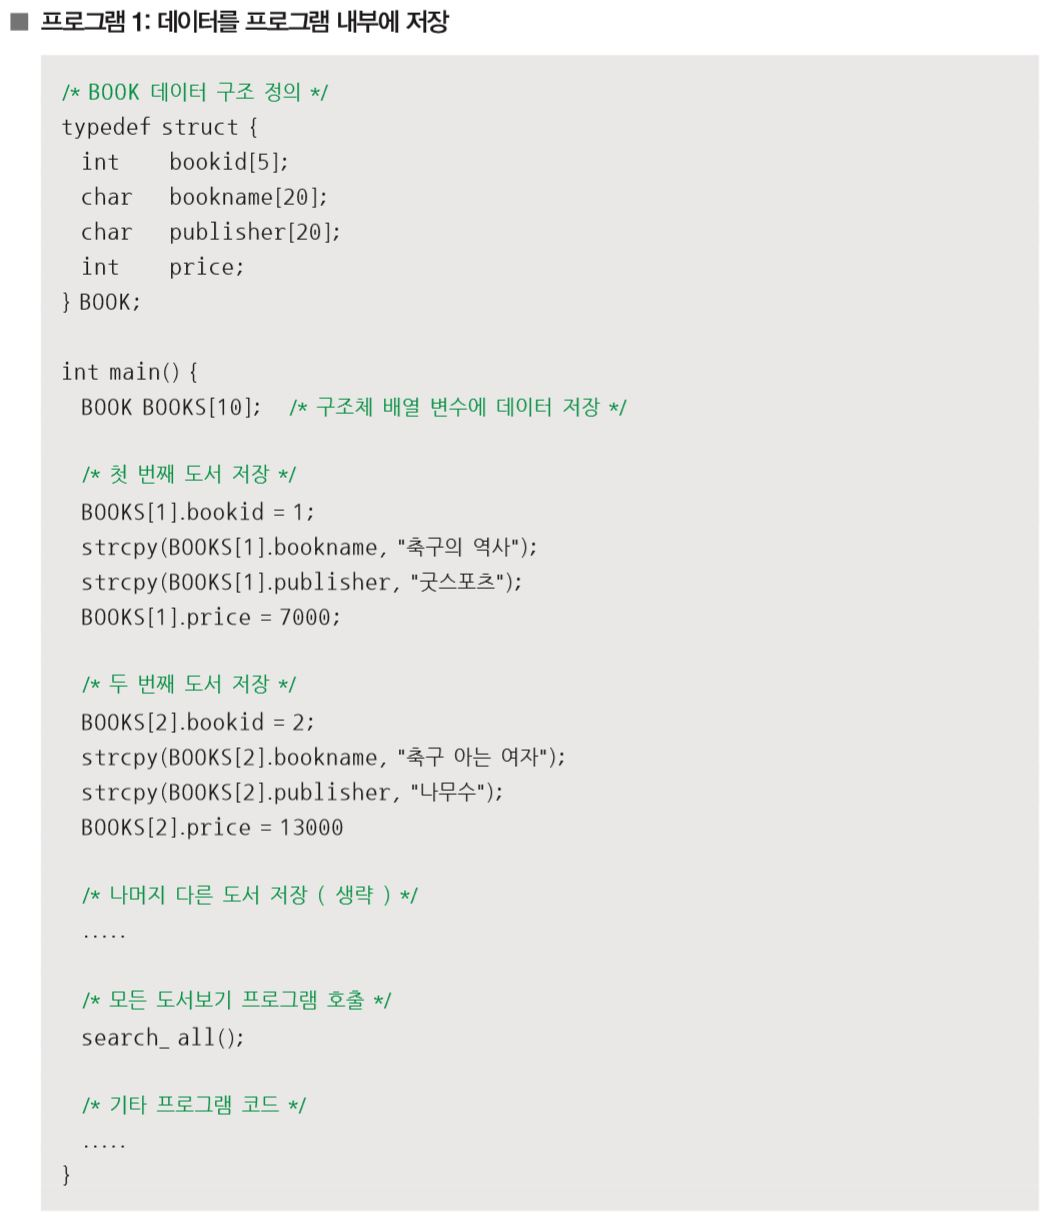 ■ 프로그램 1: 데이터를 프로그램 내부에 저장
/* BOOK 데이터 구조 정의 */
typedef struct {
int bookid[5];
char bookname[20];
char publisher[20];
int price;
} BOOK;
int main() {
BOOK BOOKS[10]; /* 구조체 배열 변수에 데이터 저장 */
/* 첫 번째 도서 저장 */
BOOKS[1].bookid = 1;
strcpy(BOOKS[1].bookname, "축구의 역사");
strcpy(BOOKS[1].publisher, "굿스포츠");
BOOKS[1].price = 7000;
/* 두 번째 도서 저장 */
BOOKS[2].bookid = 2;
strcpy(BOOKS[2].bookname, "축구 아는 여자");
strcpy(BOOKS[2].publisher, "나무수");
BOOKS[2].price = 13000
/* 나머지 다른 도서 저장 ( 생략 ) */
.....
/* 모든 도서보기 프로그램 호출 */
search_ all();
/* 기타 프로그램 코드 */
.....
}